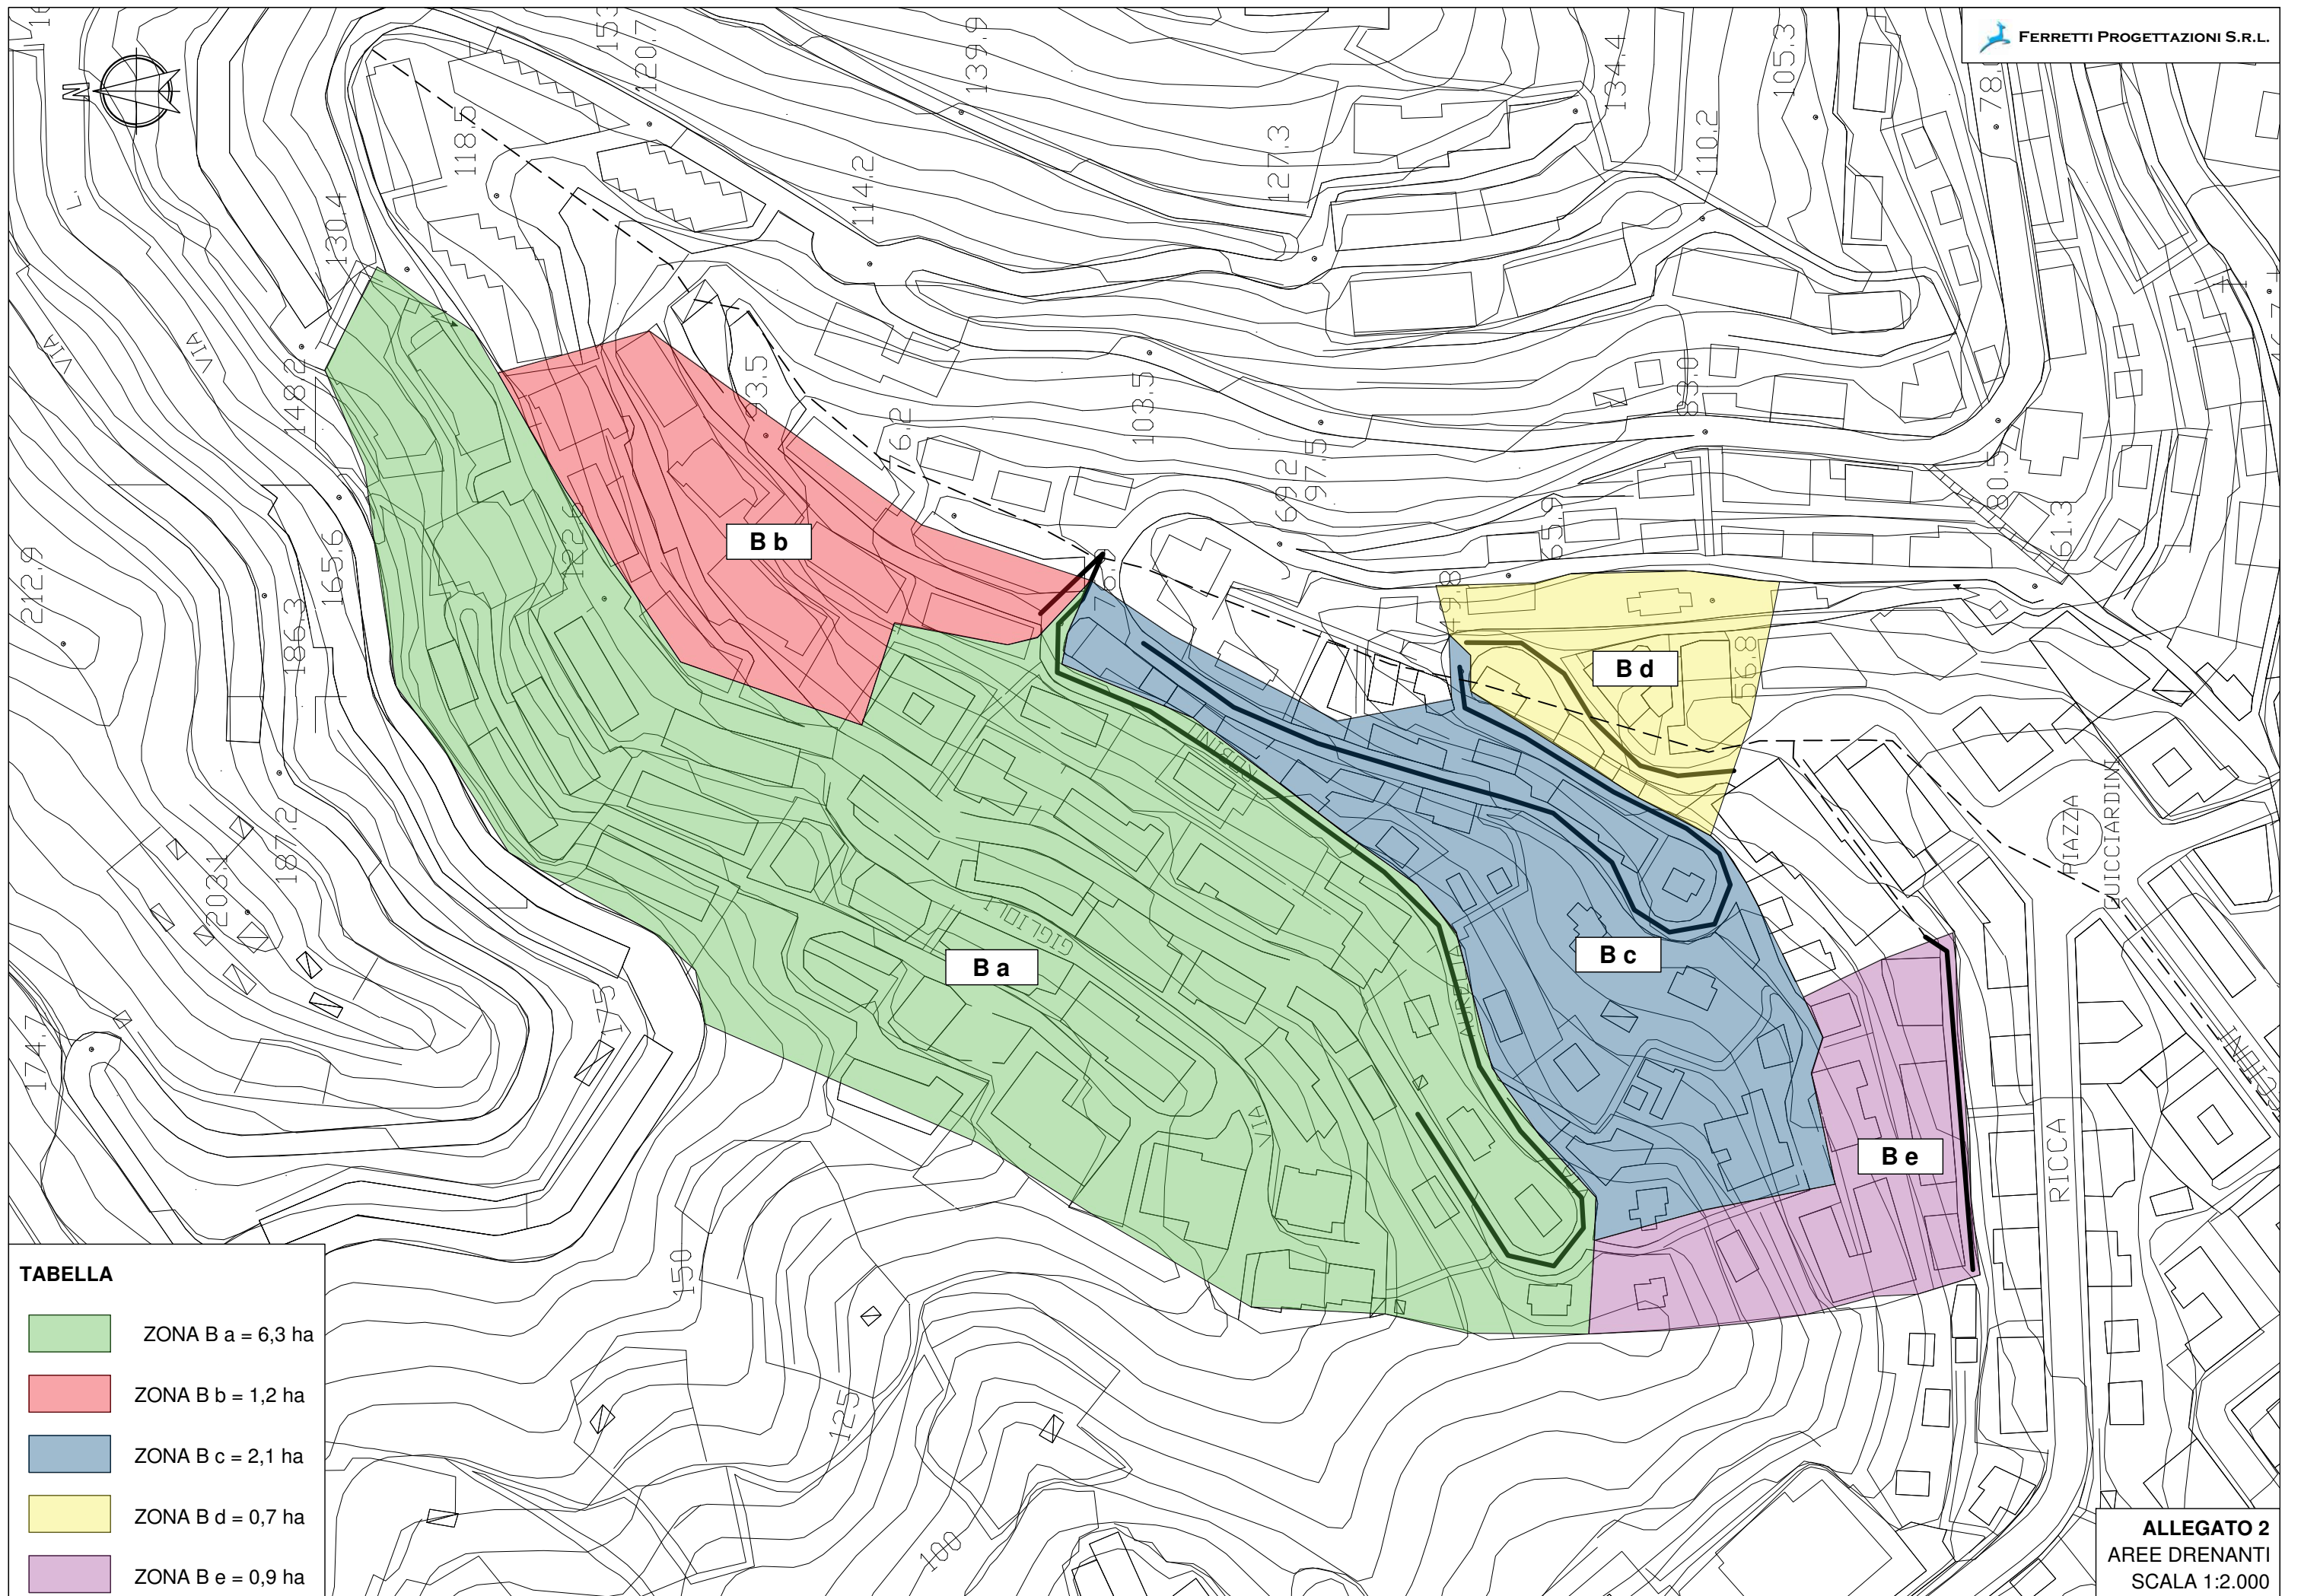 FERRETTI PROGETTAZIONI S.R.L.
N
120.7
139.9
134.4
105.3
118.5
114.2
127.3
110.2
130.4
VIA
VIA
148.2
103.5
83.0
97.5
69.2
80.5
61.3
212.9
165.6
186.3
B b
B d
56.8
PIAZZA
GUICCIARDINI
203.1
187.2
GIGLIOLI
B a
B c
174.7
175
VIA
B e
RICCA
150
125
100
TABELLA
ZONA B a = 6,3 ha
ZONA B b = 1,2 ha
ZONA B c = 2,1 ha
ZONA B d = 0,7 ha
ZONA B e = 0,9 ha
ALLEGATO 2
AREE DRENANTI
SCALA 1:2.000